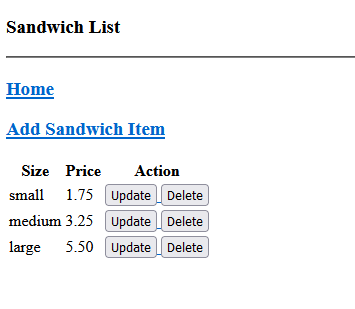 Sandwich List
Home
Add Sandwich Item
Size Price Action
small 1.75 Update Delete
medium 3.25 Update Delete
large 5.50 Update Delete